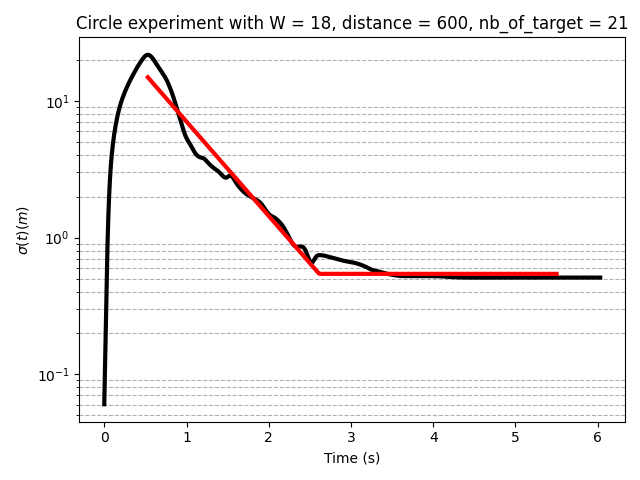 Circle experiment with W = 18, distance = 600, nb_of_target = 21
σ(t)(m)
10¹
10⁰
10⁻¹
0 1 2 3 4 5 6
Time (s)